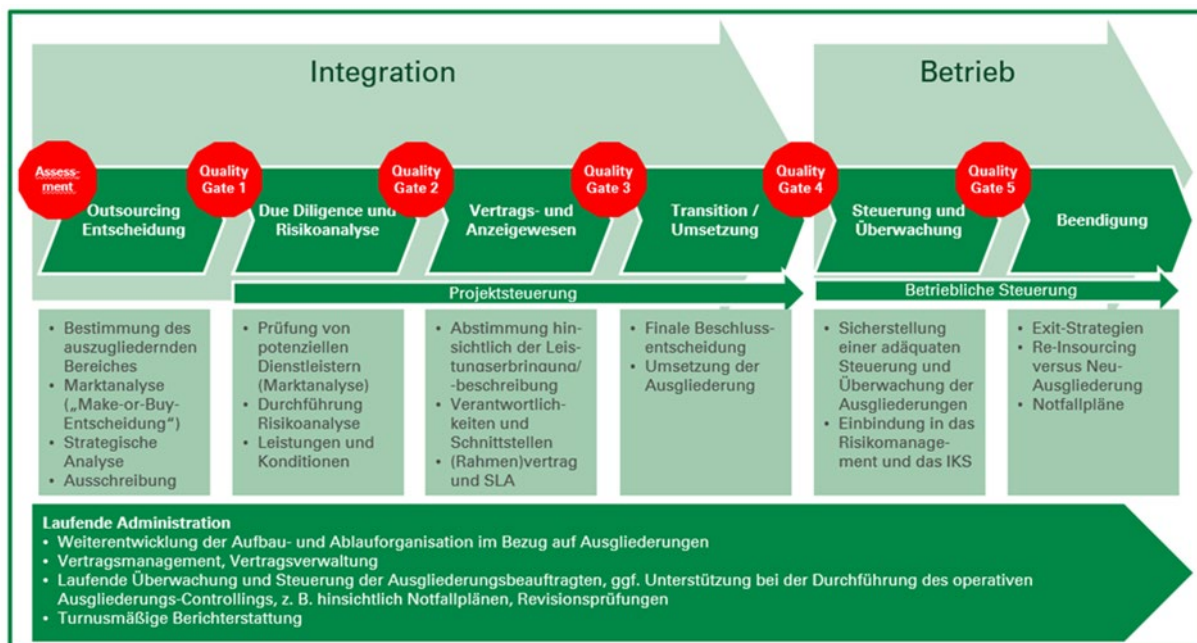 Integration
Betrieb
Assess-
ment
Quality
Gate 1
Quality
Gate 2
Quality
Gate 3
Quality
Gate 4
Quality
Gate 5
Outsourcing
Entscheidung
Due Diligence und
Risikoanalyse
Vertrags- und
Anzeigewesen
Transition /
Umsetzung
Steuerung und
Überwachung
Beendigung
Projektsteuerung
Betriebliche Steuerung
• Bestimmung des
auszugliedernden
Bereiches
• Marktanalyse
(„Make-or-Buy-
Entscheidung“)
• Strategische
Analyse
• Ausschreibung
• Prüfung von
potenziellen
Dienstleistern
(Marktanalyse)
• Durchführung
Risikoanalyse
• Leistungen und
Konditionen
• Abstimmung hin-
sichtlich der Leis-
tungserbringung/
-beschreibung
• Verantwortlich-
keiten und
Schnittstellen
• (Rahmen)vertrag
und SLA
• Finale Beschluss-
entscheidung
• Umsetzung der
Ausgliederung
• Sicherstellung
einer adäquaten
Steuerung und
Überwachung der
Ausgliederungen
• Einbindung in das
Risikomanage-
ment und das IKS
• Exit-Strategien
• Re-Insourcing
versus Neu-
Ausgliederung
• Notfallpläne
Laufende Administration
• Weiterentwicklung der Aufbau- und Ablauforganisation im Bezug auf Ausgliederungen
• Vertragsmanagement, Vertragsverwaltung
• Laufende Überwachung und Steuerung der Ausgliederungsbeauftragten, ggf. Unterstützung bei der Durchführung des operativen
Ausgliederungs-Controllings, z. B. hinsichtlich Notfallplänen, Revisionsprüfungen
• Turnusmäßige Berichterstattung